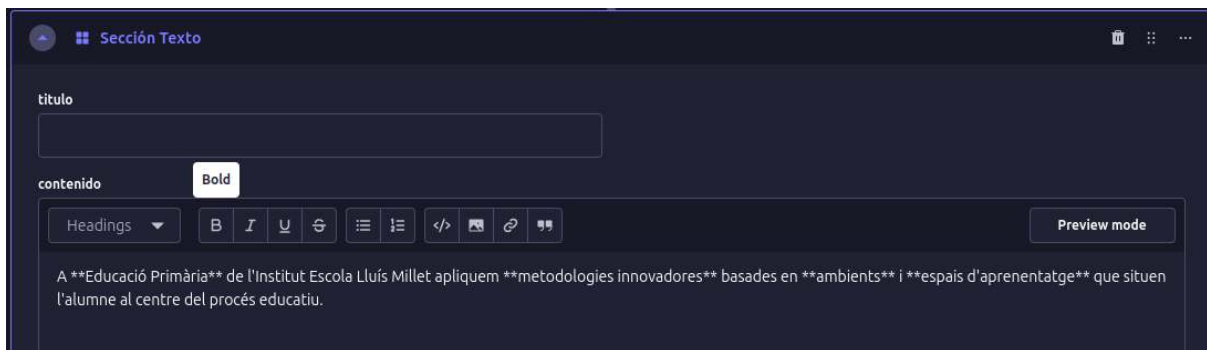 Sección Texto
titulo
contenido
Bold
Headings
B I U S
Preview mode
A **Educació Primària** de l'Institut Escola Lluís Millet apliquem **metodologies innovadores** basades en **ambients** i **espais d'aprenentatge** que situen
l'alumne al centre del procés educatiu.